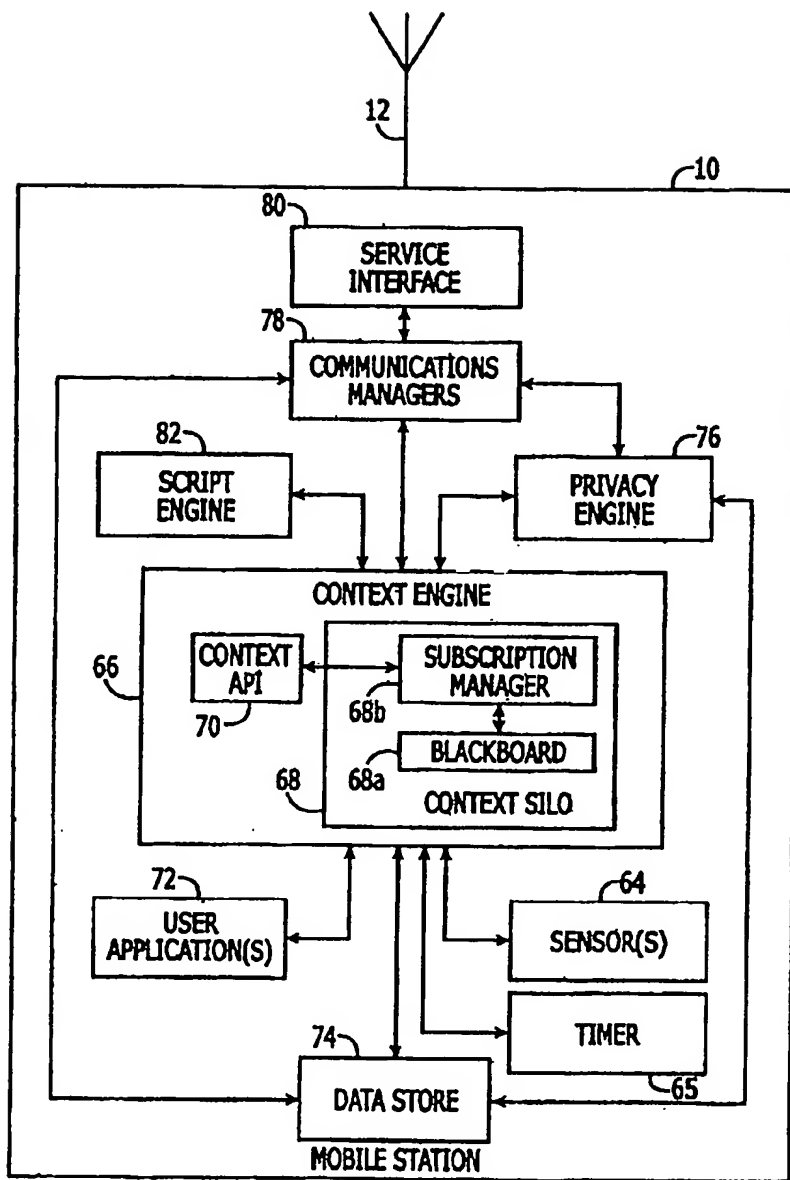 12
10
80
SERVICE
INTERFACE
78
COMMUNICATIONS
MANAGERS
82
SCRIPT
ENGINE
76
PRIVACY
ENGINE
CONTEXT ENGINE
66
CONTEXT
API
70
SUBSCRIPTION
MANAGER
68b
BLACKBOARD
68a
68
CONTEXT SILO
72
USER
APPLICATION(S)
64
SENSOR(S)
TIMER
65
74
DATA STORE
MOBILE STATION